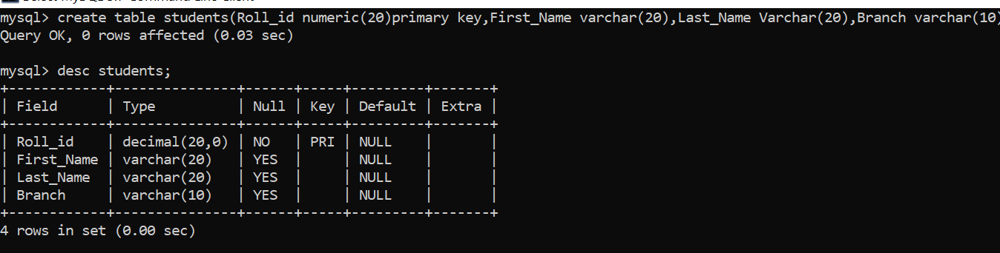 mysql> create table students(Roll_id numeric(20)primary key,First_Name varchar(20),Last_Name Varchar(20),Branch varchar(10)
Query OK, 0 rows affected (0.03 sec)
mysql> desc students;
+------------+---------------+------+-----+---------+-------+
| Field      | Type          | Null | Key | Default | Extra |
+------------+---------------+------+-----+---------+-------+
| Roll_id    | decimal(20,0) | NO   | PRI | NULL    |       |
| First_Name | varchar(20)   | YES  |     | NULL    |       |
| Last_Name  | varchar(20)   | YES  |     | NULL    |       |
| Branch     | varchar(10)   | YES  |     | NULL    |       |
+------------+---------------+------+-----+---------+-------+
4 rows in set (0.00 sec)